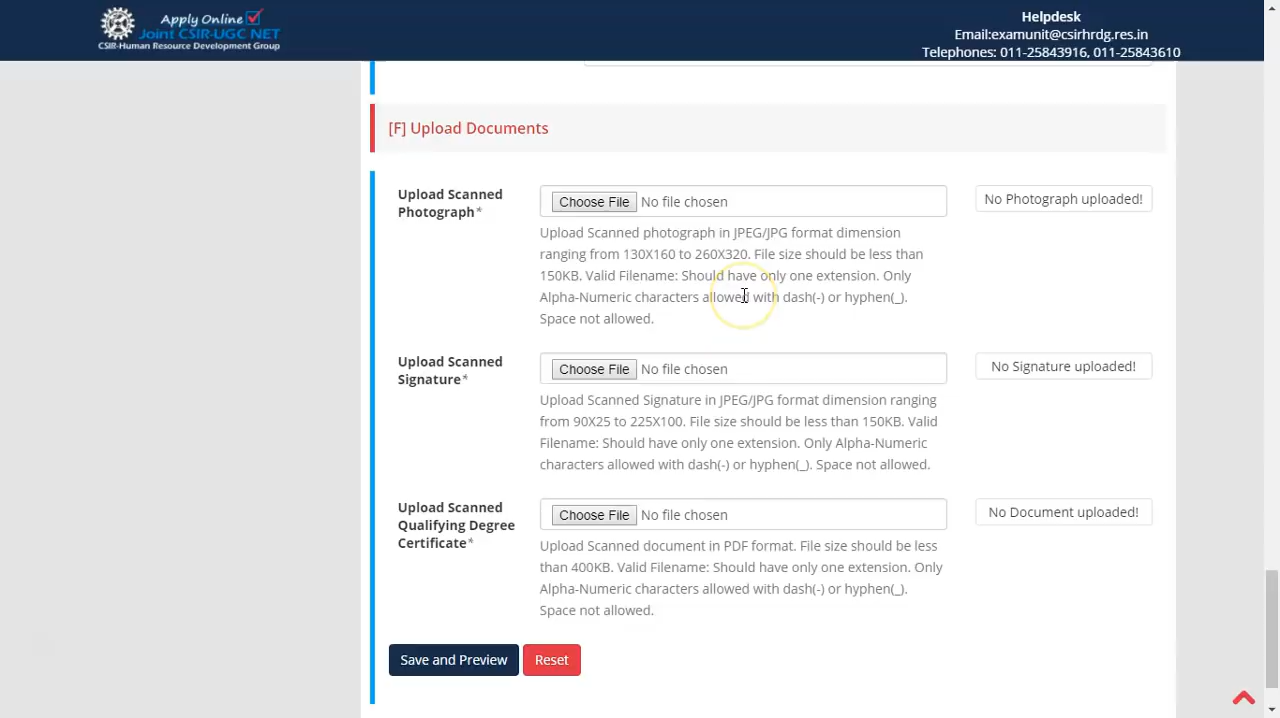 Apply Online
Joint CSIR-UGC NET
CSIR-Human Resource Development Group
Helpdesk
Email:examunit@csirhrdg.res.in
Telephones: 011-25843916, 011-25843610
[F] Upload Documents
Upload Scanned
Photograph*
Choose File No file chosen
No Photograph uploaded!
Upload Scanned photograph in JPEG/JPG format dimension
ranging from 130X160 to 260X320. File size should be less than
150KB. Valid Filename: Should have only one extension. Only
Alpha-Numeric characters allowed with dash(-) or hyphen(_).
Space not allowed.
Upload Scanned
Signature*
Choose File No file chosen
No Signature uploaded!
Upload Scanned Signature in JPEG/JPG format dimension ranging
from 90X25 to 225X100. File size should be less than 150KB. Valid
Filename: Should have only one extension. Only Alpha-Numeric
characters allowed with dash(-) or hyphen(_). Space not allowed.
Upload Scanned
Qualifying Degree
Certificate*
Choose File No file chosen
No Document uploaded!
Upload Scanned document in PDF format. File size should be less
than 400KB. Valid Filename: Should have only one extension. Only
Alpha-Numeric characters allowed with dash(-) or hyphen(_).
Space not allowed.
Save and Preview
Reset